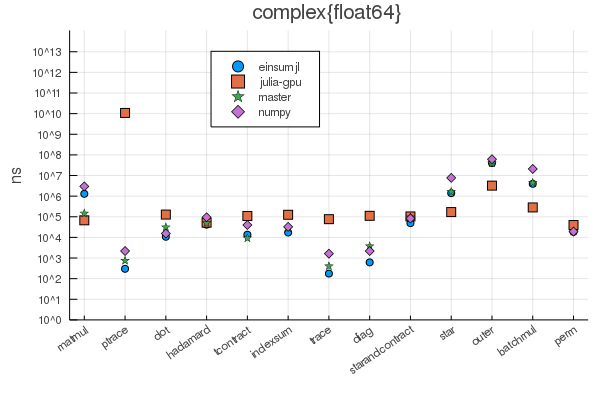 complex{float64}
10^13
10^12
10^11
10^10
10^9
10^8
10^7
10^6
10^5
10^4
10^3
10^2
10^1
10^0
ns
einsumjl
julia-gpu
master
numpy
matmul
ptrace
dot
hadamard
tcontract
indexsum
trace
diag
starandcontract
star
outer
batchmul
perm